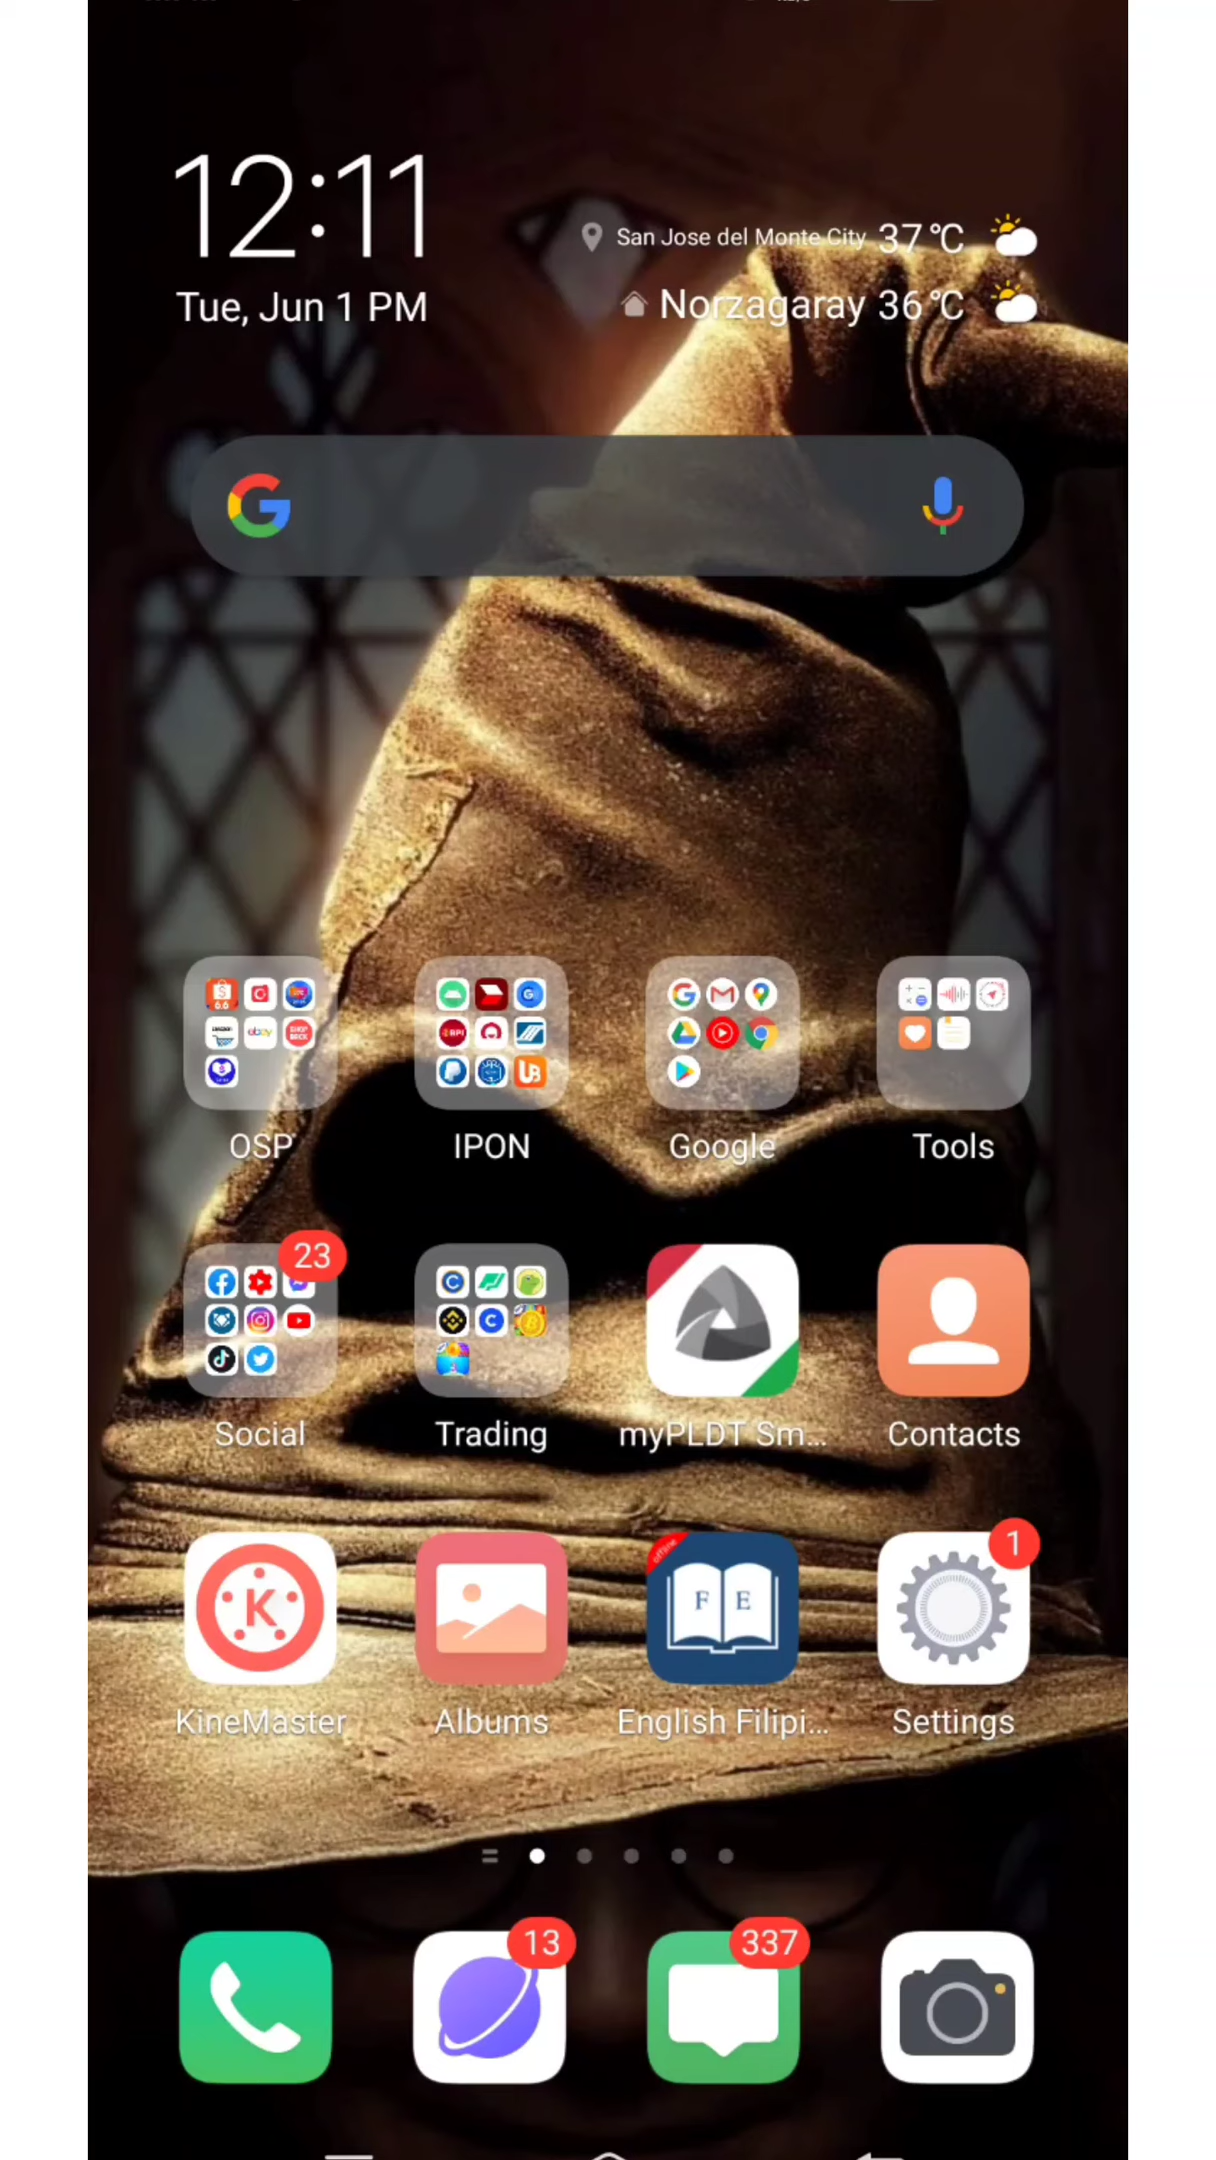 12:11
Tue, Jun 1 PM
San Jose del Monte City 37°C
Norzagaray 36°C
OSP
IPON
Google
Tools
23
Social
Trading
myPLDT Sm...
Contacts
offline
F E
1
K
KineMaster
Albums
English Filipi...
Settings
13
337